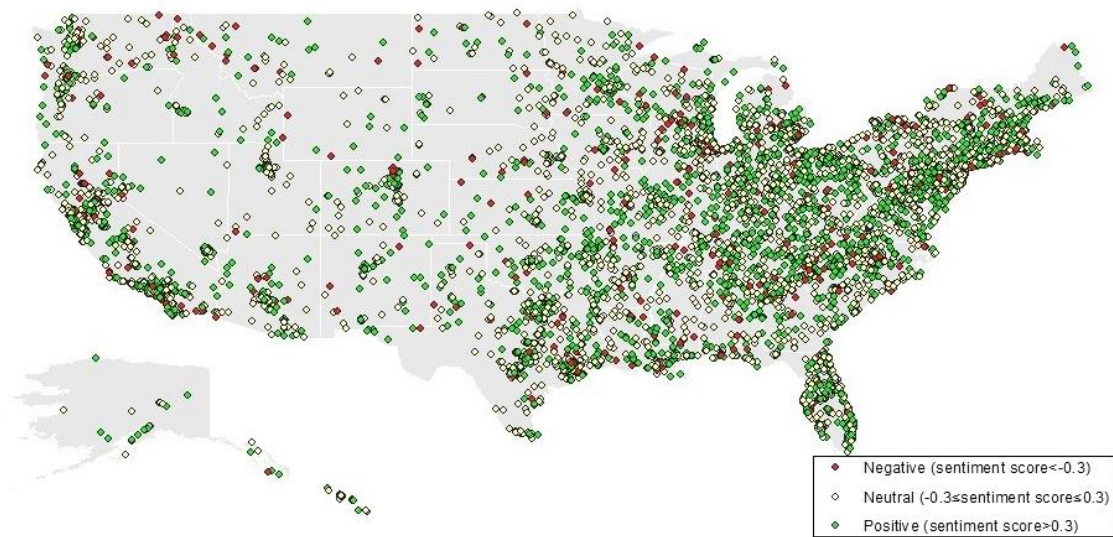 Negative (sentiment score<-0.3)
Neutral (-0.3≤sentiment score≤0.3)
Positive (sentiment score>0.3)